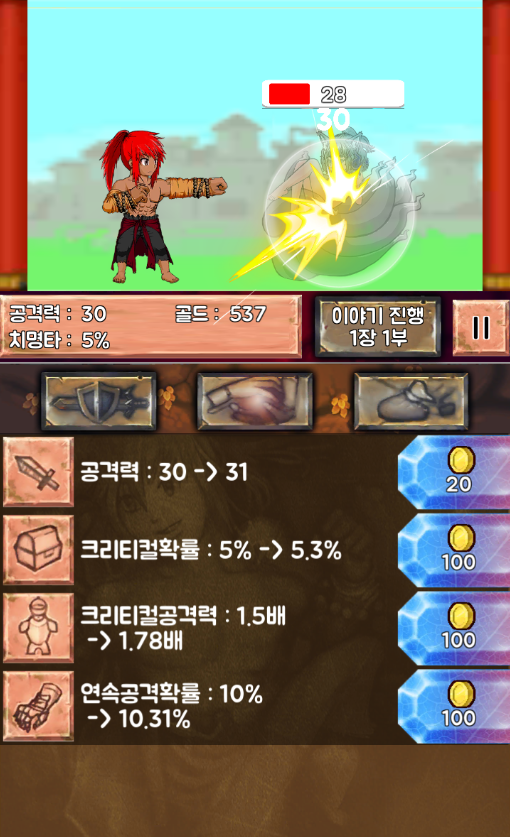 28
30
공격력 : 30 골드 : 537
치명타 : 5%
이야기 진행
1장 1부
공격력 : 30 -> 31
20
크리티컬확률 : 5% -> 5.3%
100
크리티컬공격력 : 1.5배
-> 1.78배
100
연속공격확률 : 10%
-> 10.31%
100